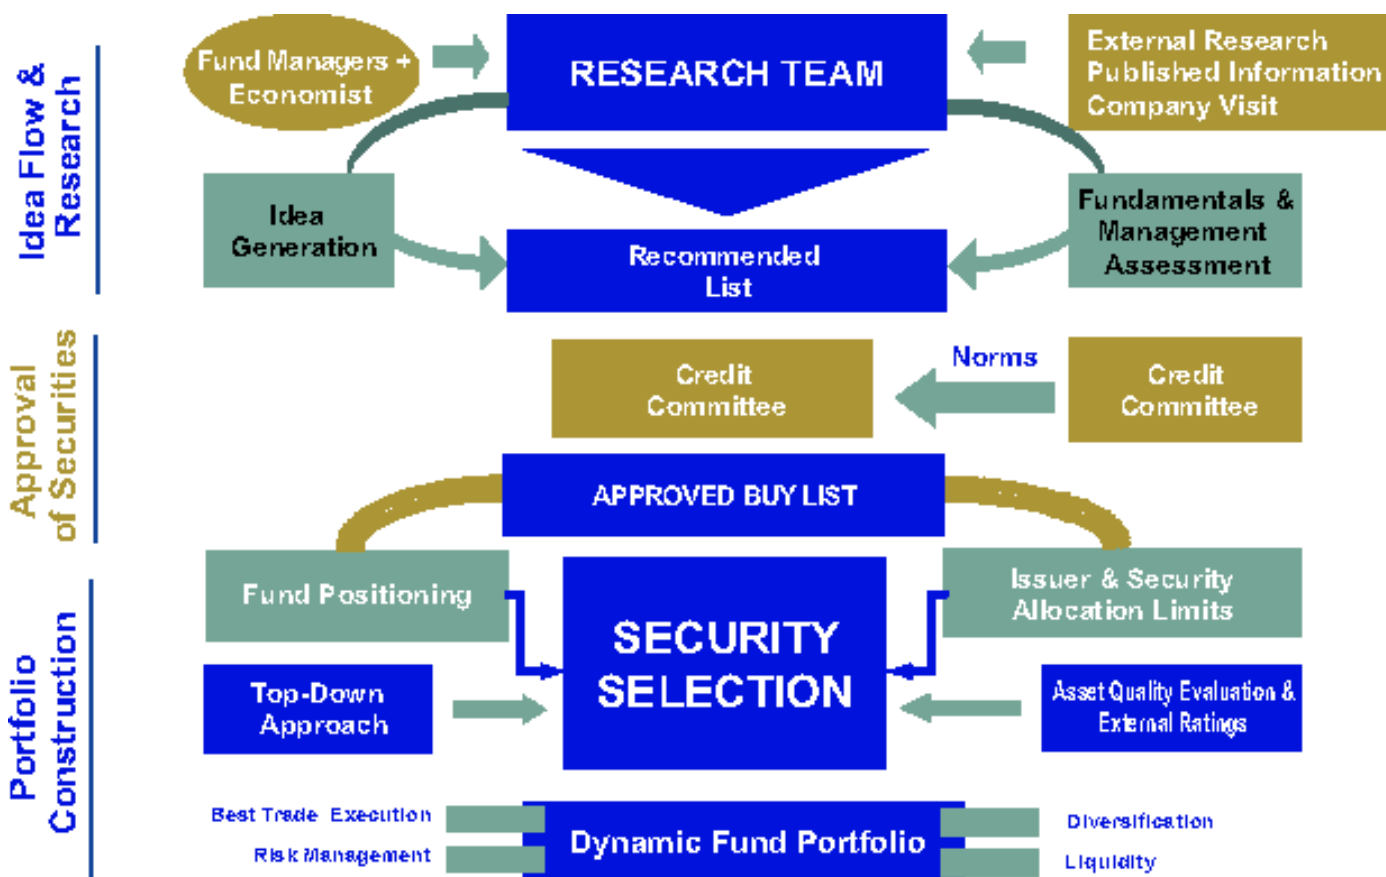 Idea Flow &
Research
Fund Managers +
Economist
RESEARCH TEAM
External Research
Published Information
Company Visit
Idea
Generation
Recommended
List
Fundamentals &
Management
Assessment
Approval
of Securities
Credit
Committee
Norms
Credit
Committee
APPROVED BUY LIST
Portfolio
Construction
Fund Positioning
SECURITY
SELECTION
Issuer & Security
Allocation Limits
Top-Down
Approach
Asset Quality Evaluation &
External Ratings
Best Trade Execution
Risk Management
Dynamic Fund Portfolio
Diversification
Liquidity